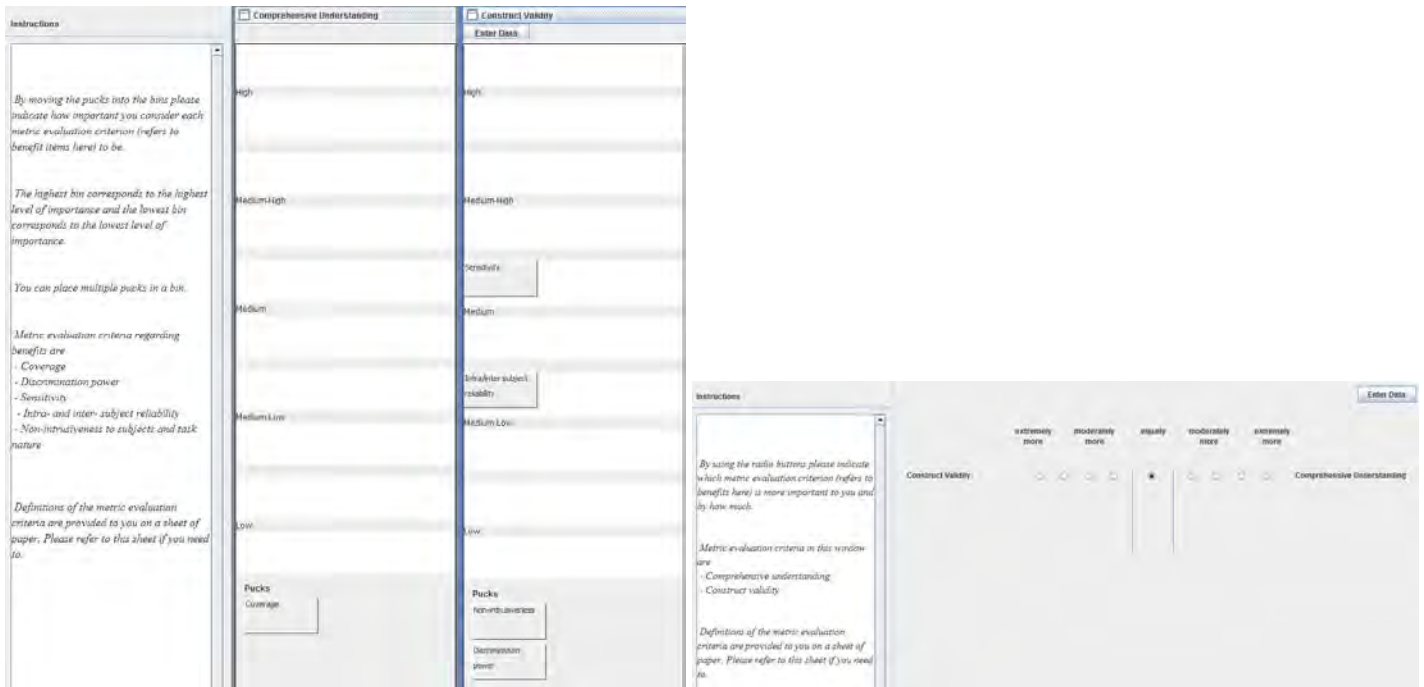 Instructions
By moving the pucks into the bins please
indicate how important you consider each
metric evaluation criterion (refers to
benefit items here) to be.
The highest bin corresponds to the highest
level of importance and the lowest bin
corresponds to the lowest level of
importance.
You can place multiple pucks in a bin.
Metric evaluation criteria regarding
benefits are
- Coverage
- Discrimination power
- Sensitivity
- Intra- and inter- subject reliability
- Non-intrusiveness to subjects and task
nature
Definitions of the metric evaluation
criteria are provided to you on a sheet of
paper. Please refer to this sheet if you need
to.
Comprehensive Understanding
High
Medium-High
Medium
Medium-Low
Low
Pucks
Coverage
Construct Validity
Enter Data
High
Medium-High
Sensitivity
Medium
Intra/inter subject
reliability
Medium-Low
Low
Pucks
Non-intrusiveness
Discrimination
power
Instructions
By using the radio buttons please indicate
which metric evaluation criterion (refers to
benefits here) is more important to you and
by how much.
Metric evaluation criteria in this window
are
- Comprehensive understanding
- Construct validity
Definitions of the metric evaluation
criteria are provided to you on a sheet of
paper. Please refer to this sheet if you need
to.
Enter Data
extremely more
moderately more
equally
moderately more
extremely more
Construct Validity
Comprehensive Understanding